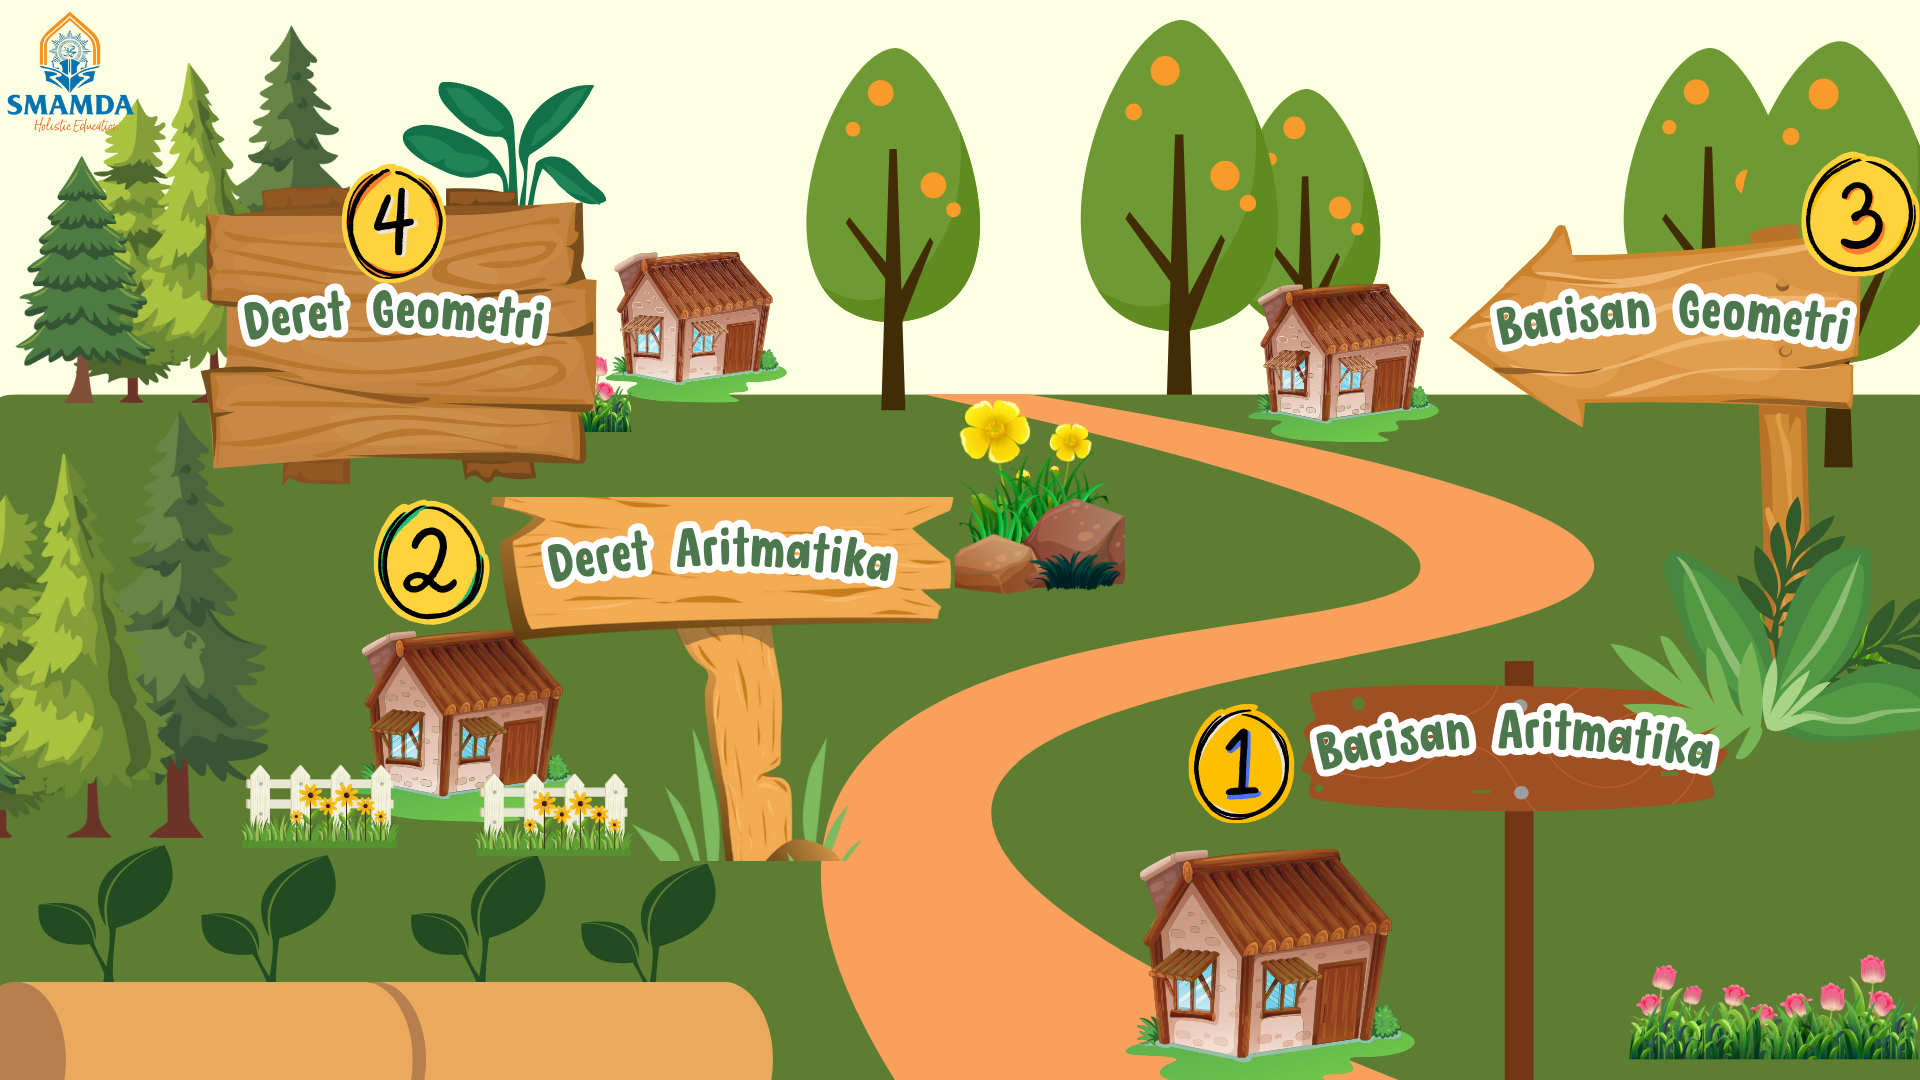 SMAMDA
Holistic Education
4
Deret Geometri
3
Barisan Geometri
2
Deret Aritmatika
1
Barisan Aritmatika